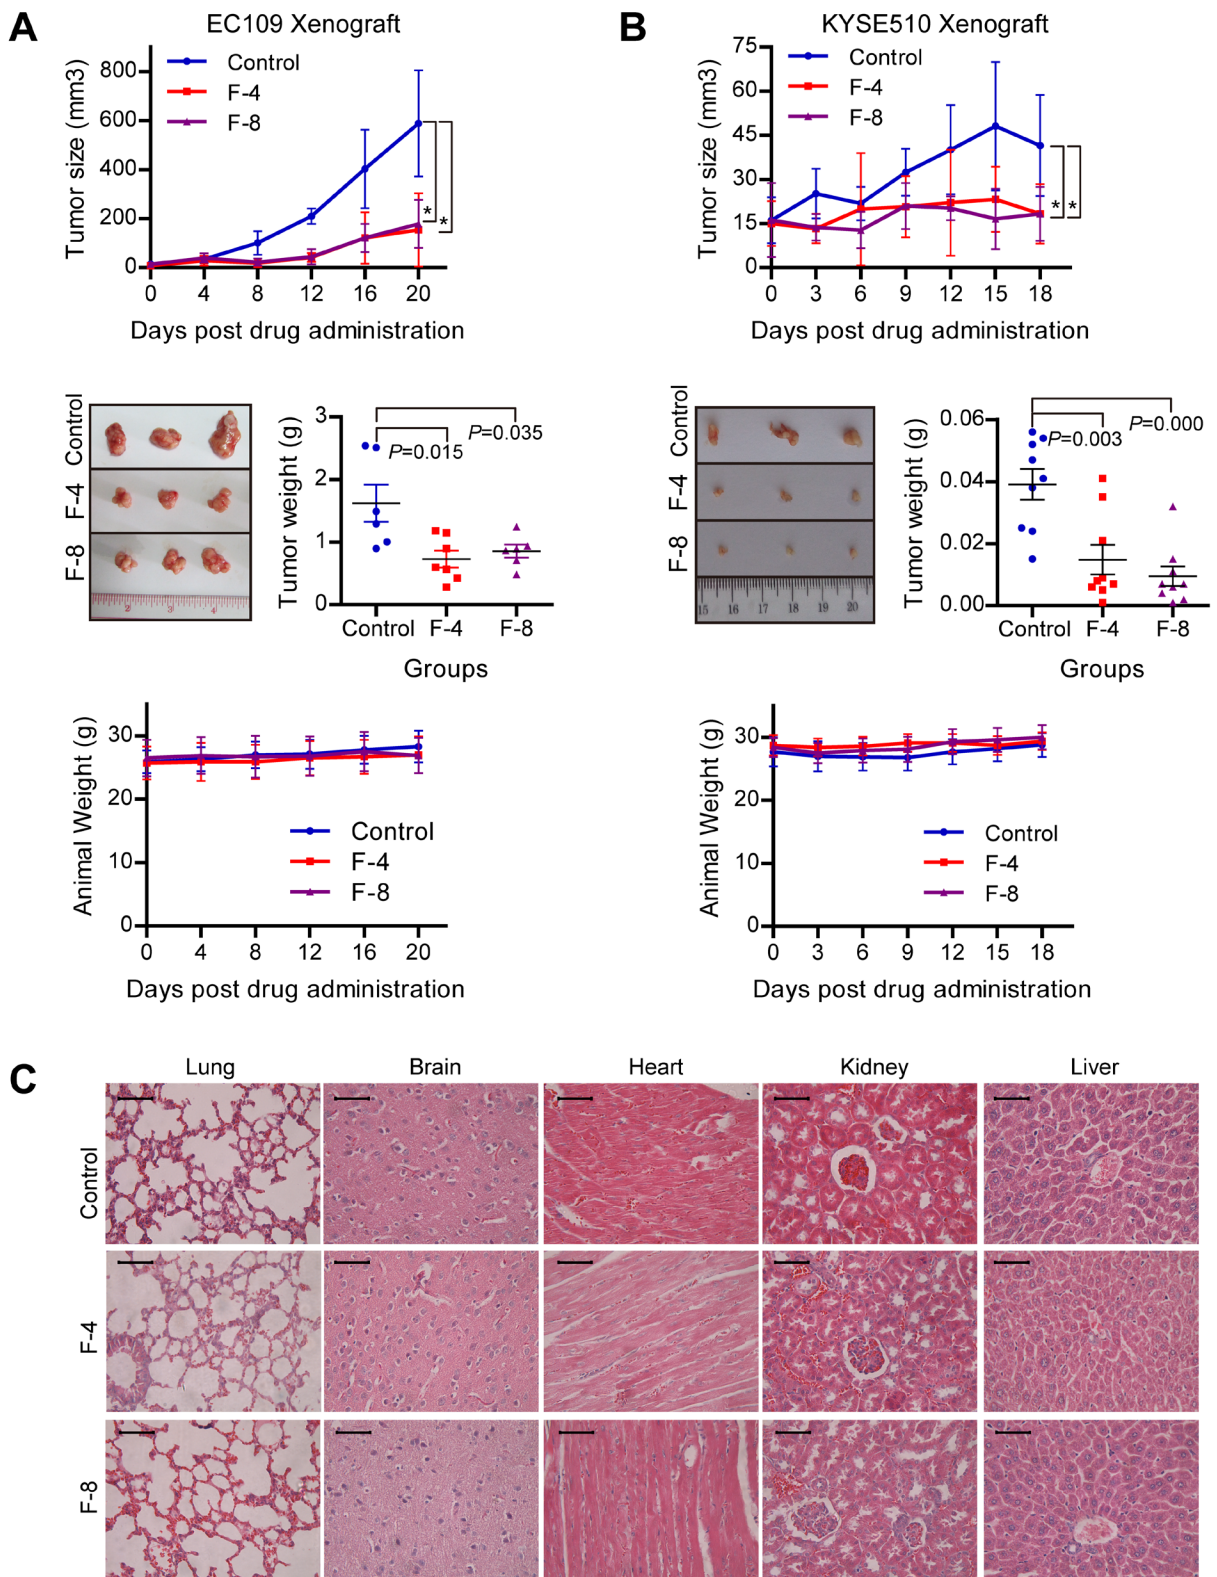 A
EC109 Xenograft
Tumor size (mm3)
800
600
400
200
0
Control
F-4
F-8
*
*
0 4 8 12 16 20
Days post drug administration
B
KYSE510 Xenograft
Tumor size (mm3)
75
60
45
30
15
0
Control
F-4
F-8
*
*
0 3 6 9 12 15 18
Days post drug administration
Control
F-4
F-8
2 3 4
Tumor weight (g)
3
2
1
0
P=0.015
P=0.035
Control F-4 F-8
Groups
Control
F-4
F-8
15 16 17 18 19 20
Tumor weight (g)
0.06
0.04
0.02
0.00
P=0.003
P=0.000
Control F-4 F-8
Groups
Animal Weight (g)
30
20
10
0
Control
F-4
F-8
0 4 8 12 16 20
Days post drug administration
Animal Weight (g)
30
20
10
0
Control
F-4
F-8
0 3 6 9 12 15 18
Days post drug administration
C
Lung Brain Heart Kidney Liver
Control
F-4
F-8